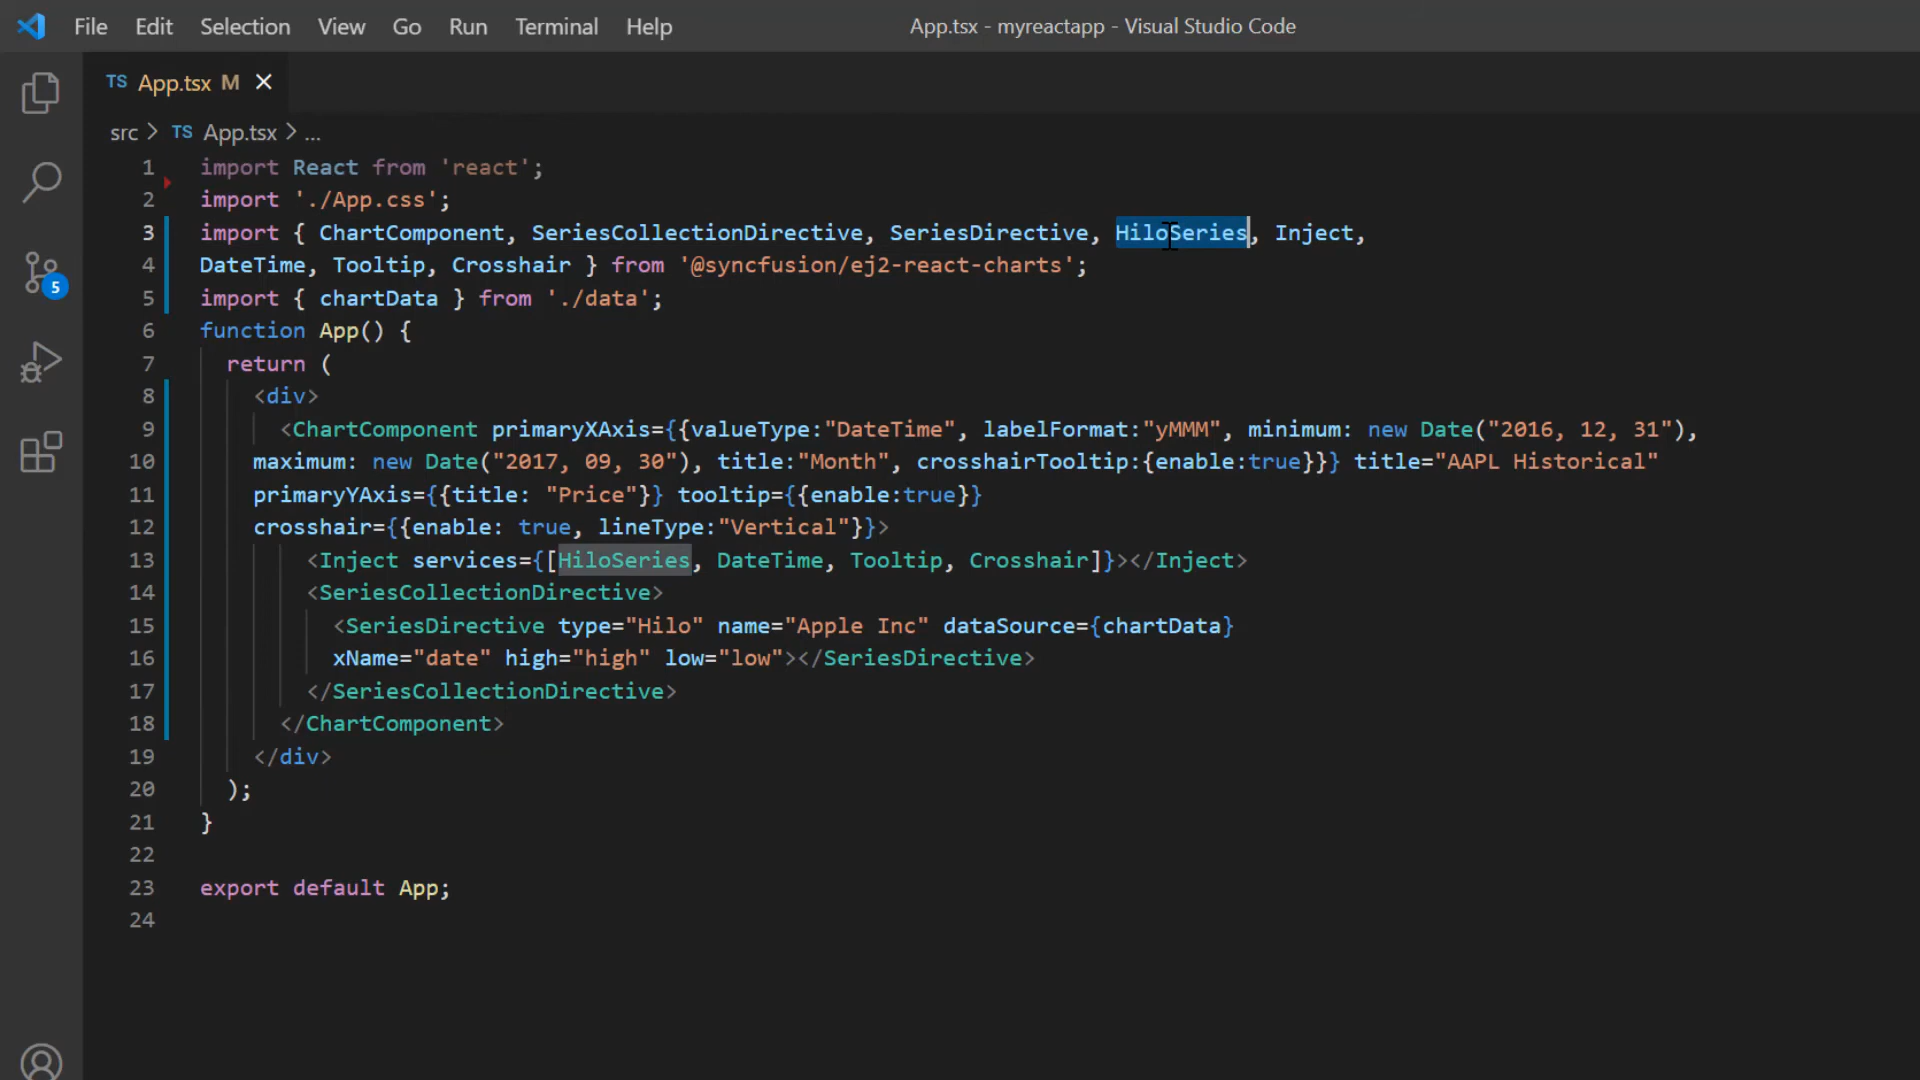 File Edit Selection View Go Run Terminal Help App.tsx - myreactapp - Visual Studio Code
TS App.tsx M
src > TS App.tsx > ...
1 import React from 'react';
2 import './App.css';
3 import { ChartComponent, SeriesCollectionDirective, SeriesDirective, HiloSeries, Inject,
4 DateTime, Tooltip, Crosshair } from '@syncfusion/ej2-react-charts';
5 import { chartData } from './data';
6 function App() {
7 return (
8 <div>
9 <ChartComponent primaryXAxis={{valueType:"DateTime", labelFormat:"yMMM", minimum: new Date("2016, 12, 31"),
10 maximum: new Date("2017, 09, 30"), title:"Month", crosshairTooltip:{enable:true}}} title="AAPL Historical"
11 primaryYAxis={{title: "Price"}} tooltip={{enable:true}}
12 crosshair={{enable: true, lineType:"Vertical"}}>
13 <Inject services={[HiloSeries, DateTime, Tooltip, Crosshair]}></Inject>
14 <SeriesCollectionDirective>
15 <SeriesDirective type="Hilo" name="Apple Inc" dataSource={chartData}
16 xName="date" high="high" low="low"></SeriesDirective>
17 </SeriesCollectionDirective>
18 </ChartComponent>
19 </div>
20 );
21 }
22
23 export default App;
24
5